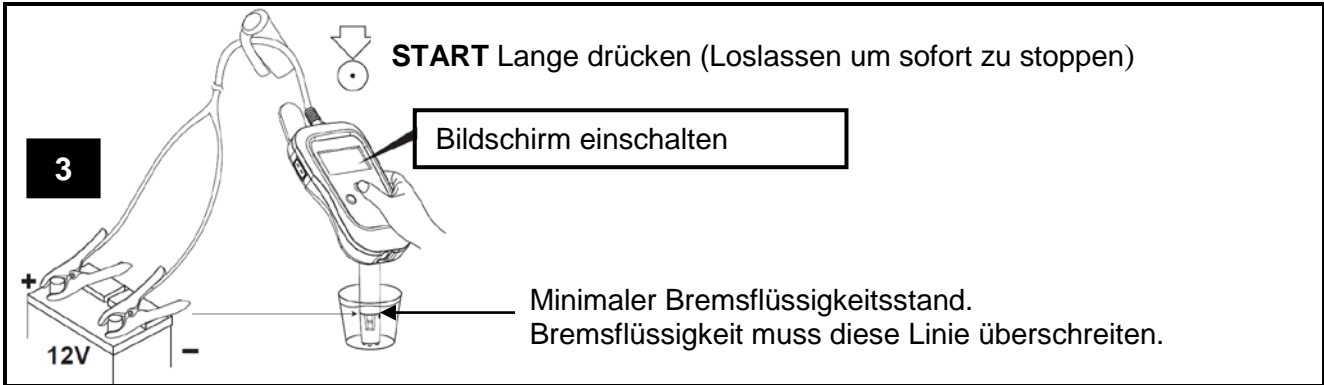 START Lange drücken (Loslassen um sofort zu stoppen)
Bildschirm einschalten
3
+
12V
-
Minimaler Bremsflüssigkeitsstand.
Bremsflüssigkeit muss diese Linie überschreiten.